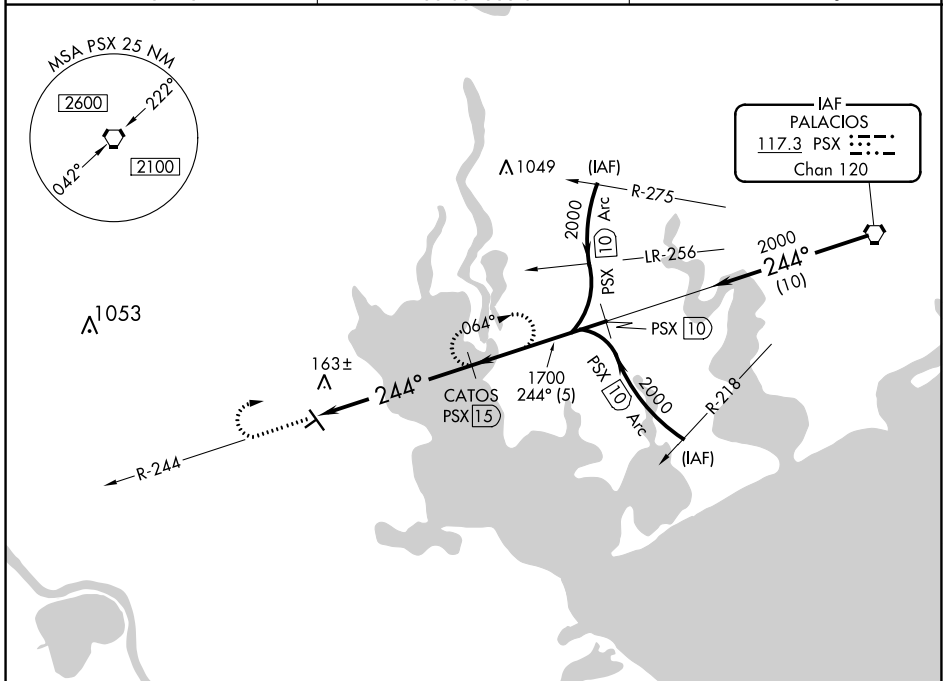 MSA PSX 25 NM
2600
222°
042°
2100
IAF
PALACIOS
117.3 PSX
Chan 120
1049
(IAF)
R-275
2000
PSX 10 Arc
LR-256
2000
244°
(10)
PSX 10
1053
064°
163±
244°
CATOS
PSX 15
1700
244° (5)
PSX 10 Arc
2000
R-218
(IAF)
R-244